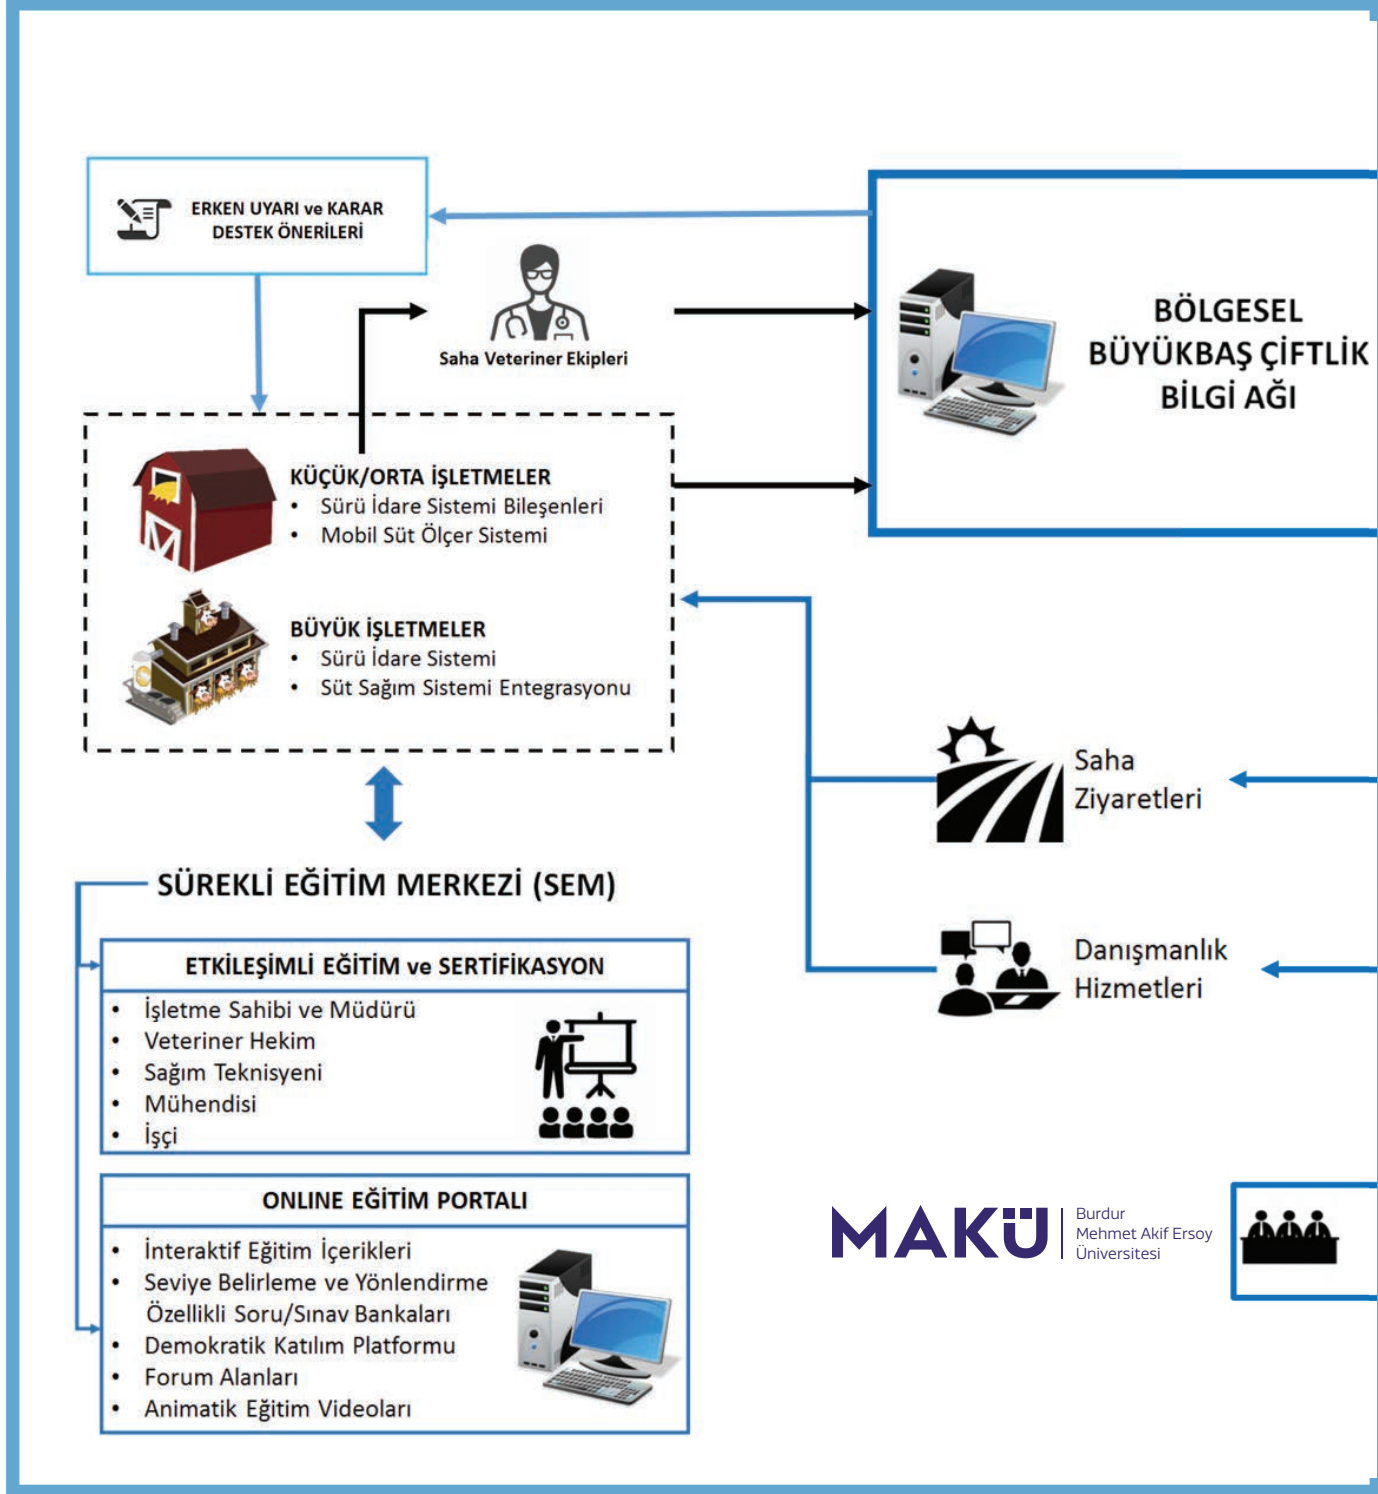 ERKEN UYARI ve KARAR
DESTEK ÖNERİLERİ
Saha Veteriner Ekipleri
BÖLGESEL
BÜYÜKBAŞ ÇİFTLİK
BİLGİ AĞI
KÜÇÜK/ORTA İŞLETMELER
• Sürü İdare Sistemi Bileşenleri
• Mobil Süt Ölçer Sistemi
BÜYÜK İŞLETMELER
• Sürü İdare Sistemi
• Süt Sağım Sistemi Entegrasyonu
Saha
Ziyaretleri
Danışmanlık
Hizmetleri
SÜREKLİ EĞİTİM MERKEZİ (SEM)
ETKİLEŞİMLİ EĞİTİM ve SERTİFİKASYON
• İşletme Sahibi ve Müdürü
• Veteriner Hekim
• Sağım Teknisyeni
• Mühendisi
• İşçi
ONLINE EĞİTİM PORTALI
• İnteraktif Eğitim İçerikleri
• Seviye Belirleme ve Yönlendirme
Özellikli Soru/Sınav Bankaları
• Demokratik Katılım Platformu
• Forum Alanları
• Animatik Eğitim Videoları
MAKÜ
Burdur
Mehmet Akif Ersoy
Üniversitesi